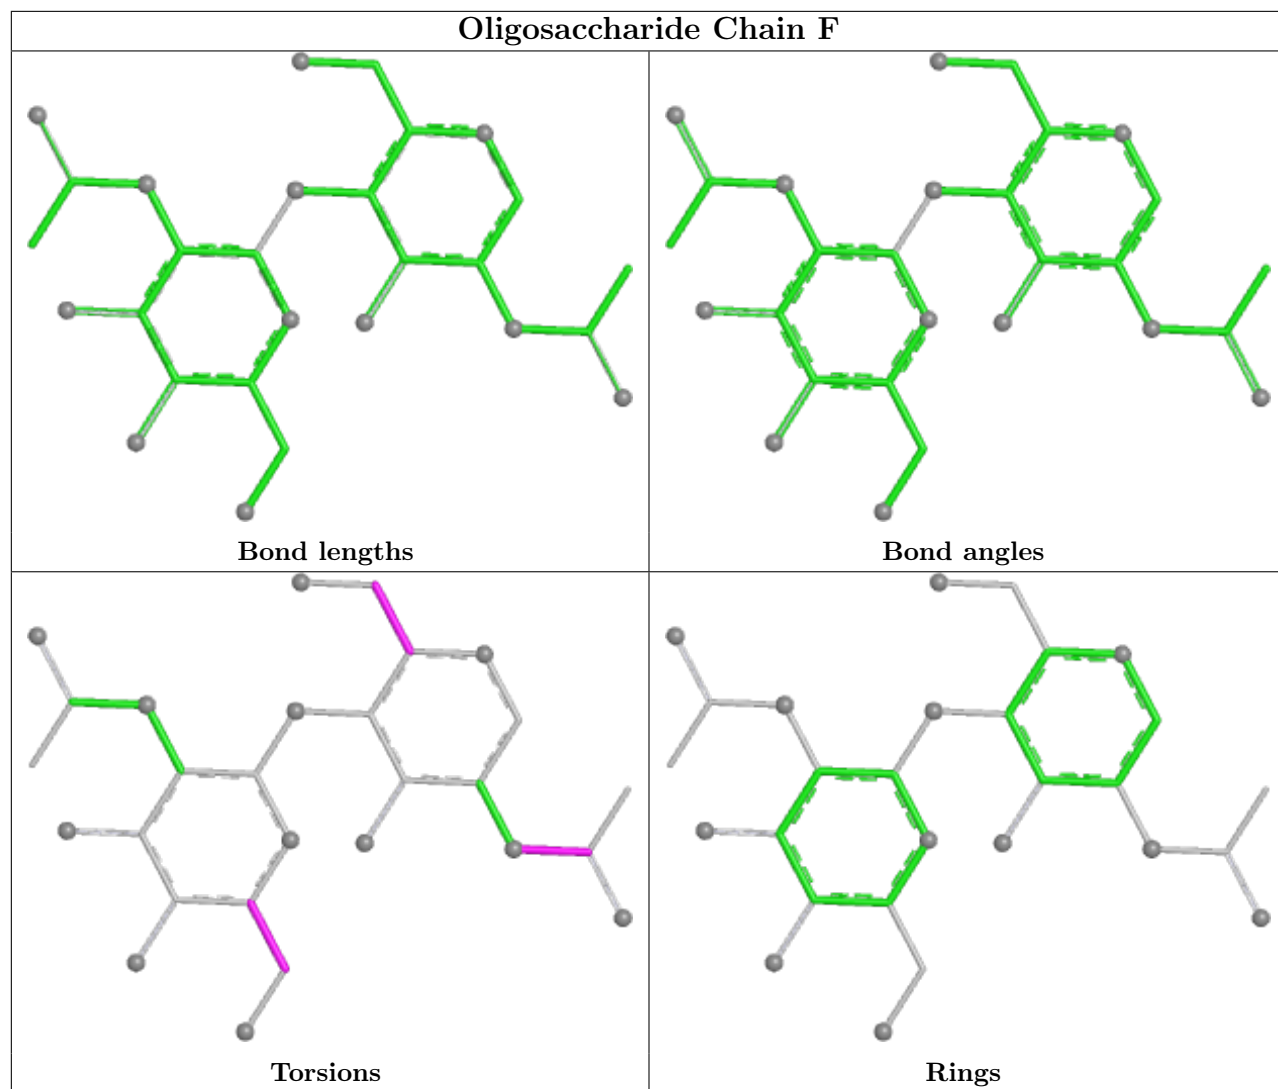 Oligosaccharide Chain F
Bond lengths
Bond angles
Torsions
Rings